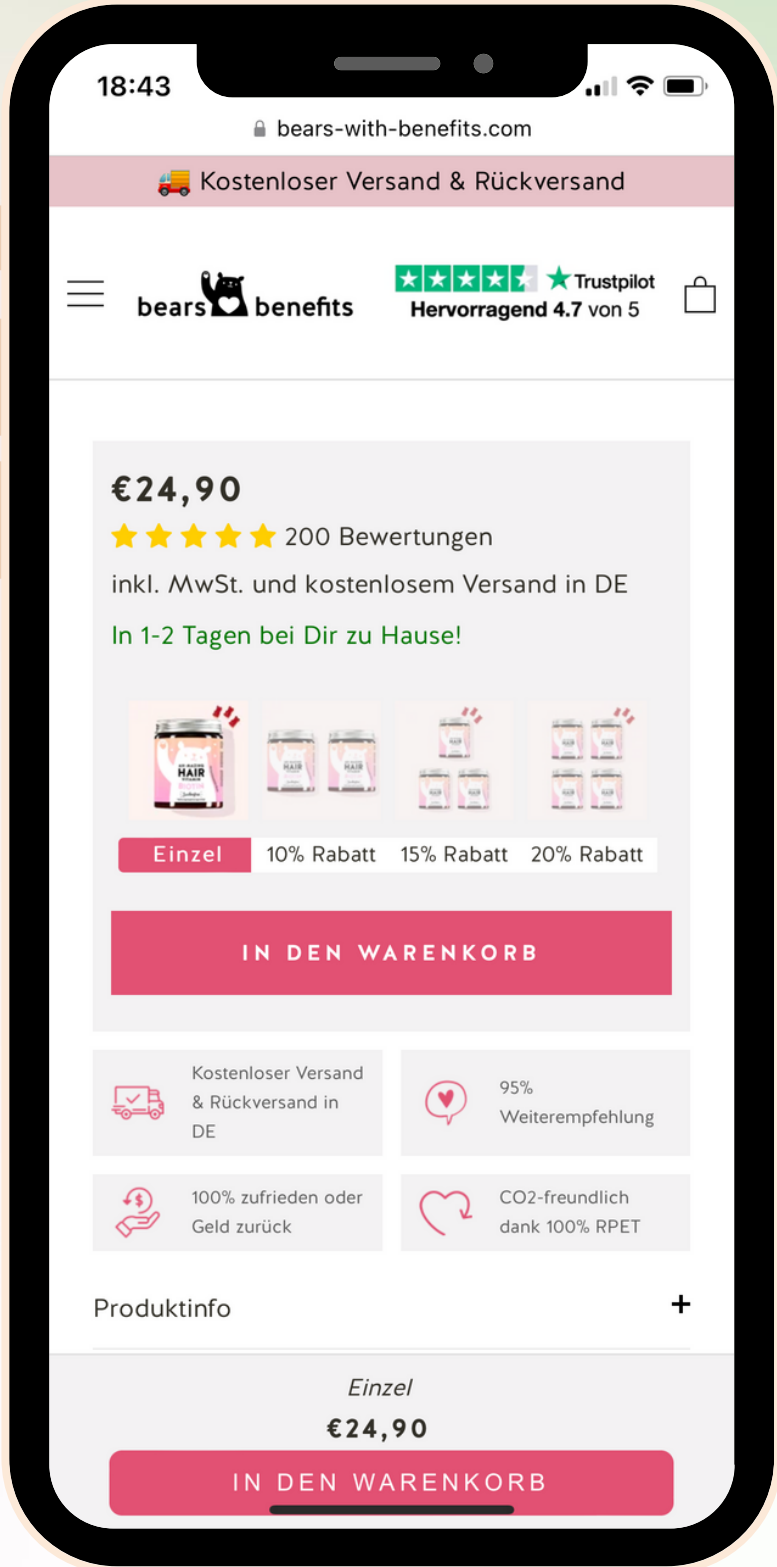 18:43
bears-with-benefits.com
🚚 Kostenloser Versand & Rückversand
bears benefits
Trustpilot
Hervorragend 4.7 von 5
€24,90
200 Bewertungen
inkl. MwSt. und kostenlosem Versand in DE
In 1-2 Tagen bei Dir zu Hause!
HAIR
BIOTIN
HAIR
HAIR
Einzel 10% Rabatt 15% Rabatt 20% Rabatt
IN DEN WARENKORB
Kostenloser Versand
& Rückversand in
DE
95%
Weiterempfehlung
100% zufrieden oder
Geld zurück
CO2-freundlich
dank 100% RPET
Produktinfo
Einzel
€24,90
IN DEN WARENKORB